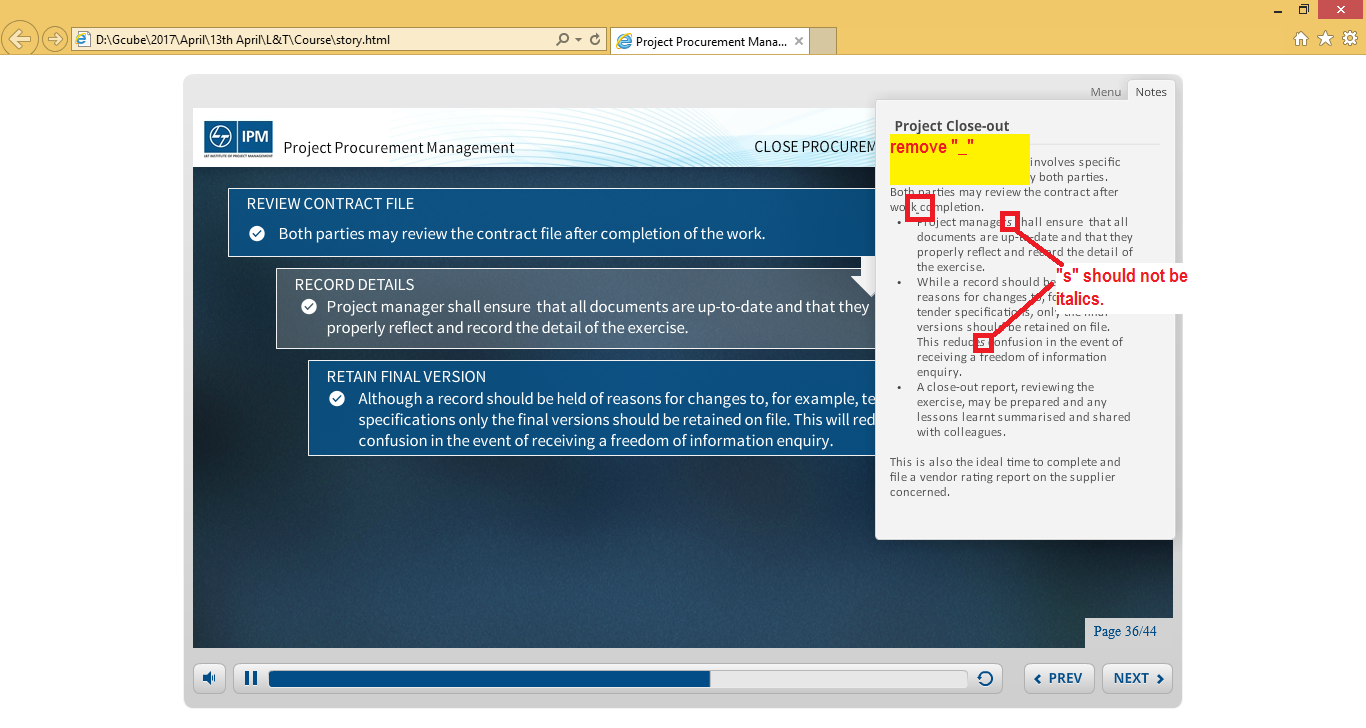 D:\Gcube\2017\April\13th April\L&T\Course\story.html
Project Procurement Mana...
Menu
Notes
IPM
L&T INSTITUTE OF PROJECT MANAGEMENT
Project Procurement Management
CLOSE PROCUREM
REVIEW CONTRACT FILE
Both parties may review the contract file after completion of the work.
RECORD DETAILS
Project manager shall ensure that all documents are up-to-date and that they
properly reflect and record the detail of the exercise.
RETAIN FINAL VERSION
Although a record should be held of reasons for changes to, for example, te
specifications only the final versions should be retained on file. This will red
confusion in the event of receiving a freedom of information enquiry.
Project Close-out
remove "_"
involves specific
y both parties.
Both parties may review the contract after
work completion.
• Project managers shall ensure that all
documents are up-to-date and that they
properly reflect and record the detail of
the exercise.
• While a record should be
reasons for changes to, fo
tender specifications, only the final
versions should be retained on file.
This reduces confusion in the event of
receiving a freedom of information
enquiry.
• A close-out report, reviewing the
exercise, may be prepared and any
lessons learnt summarised and shared
with colleagues.
This is also the ideal time to complete and
file a vendor rating report on the supplier
concerned.
"s" should not be
italics.
Page 36/44
PREV
NEXT